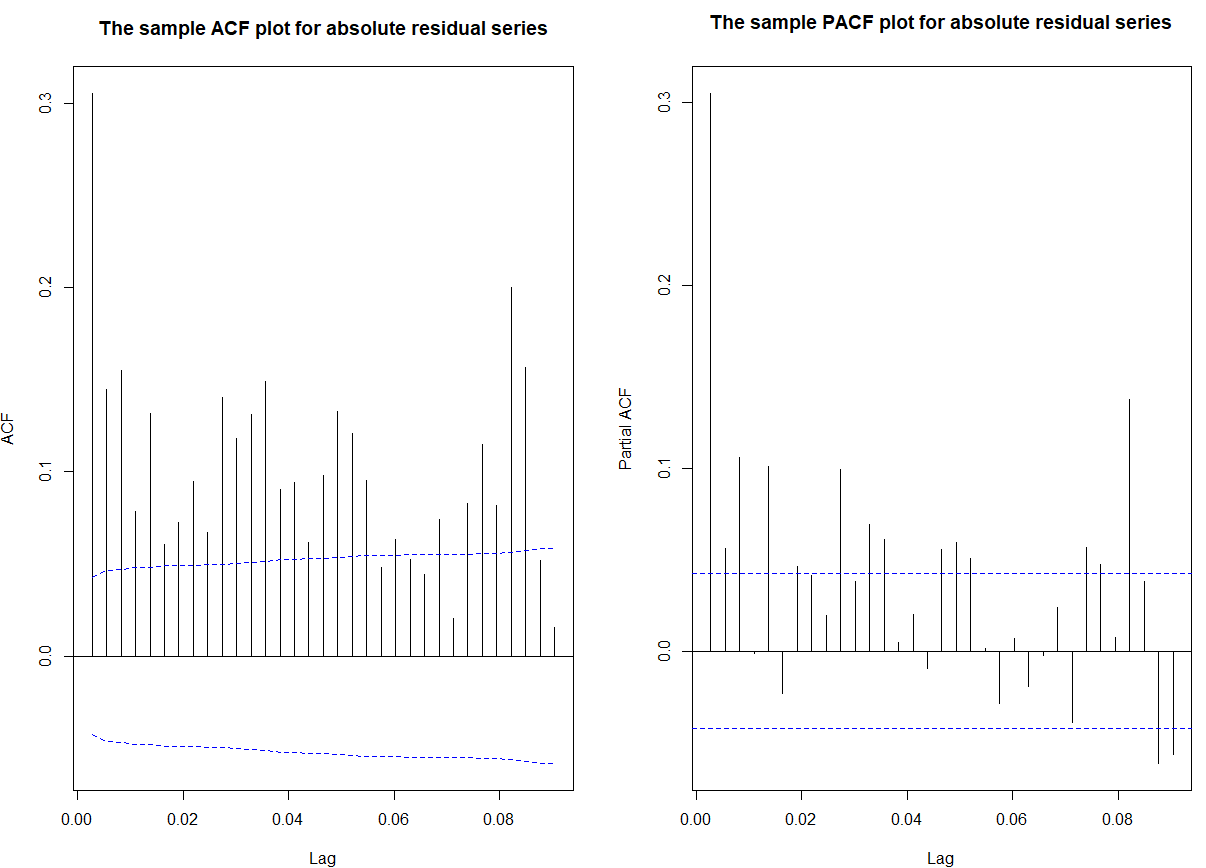 The sample ACF plot for absolute residual series
ACF
0.3
0.2
0.1
0.0
0.00 0.02 0.04 0.06 0.08
Lag
The sample PACF plot for absolute residual series
Partial ACF
0.3
0.2
0.1
0.0
0.00 0.02 0.04 0.06 0.08
Lag